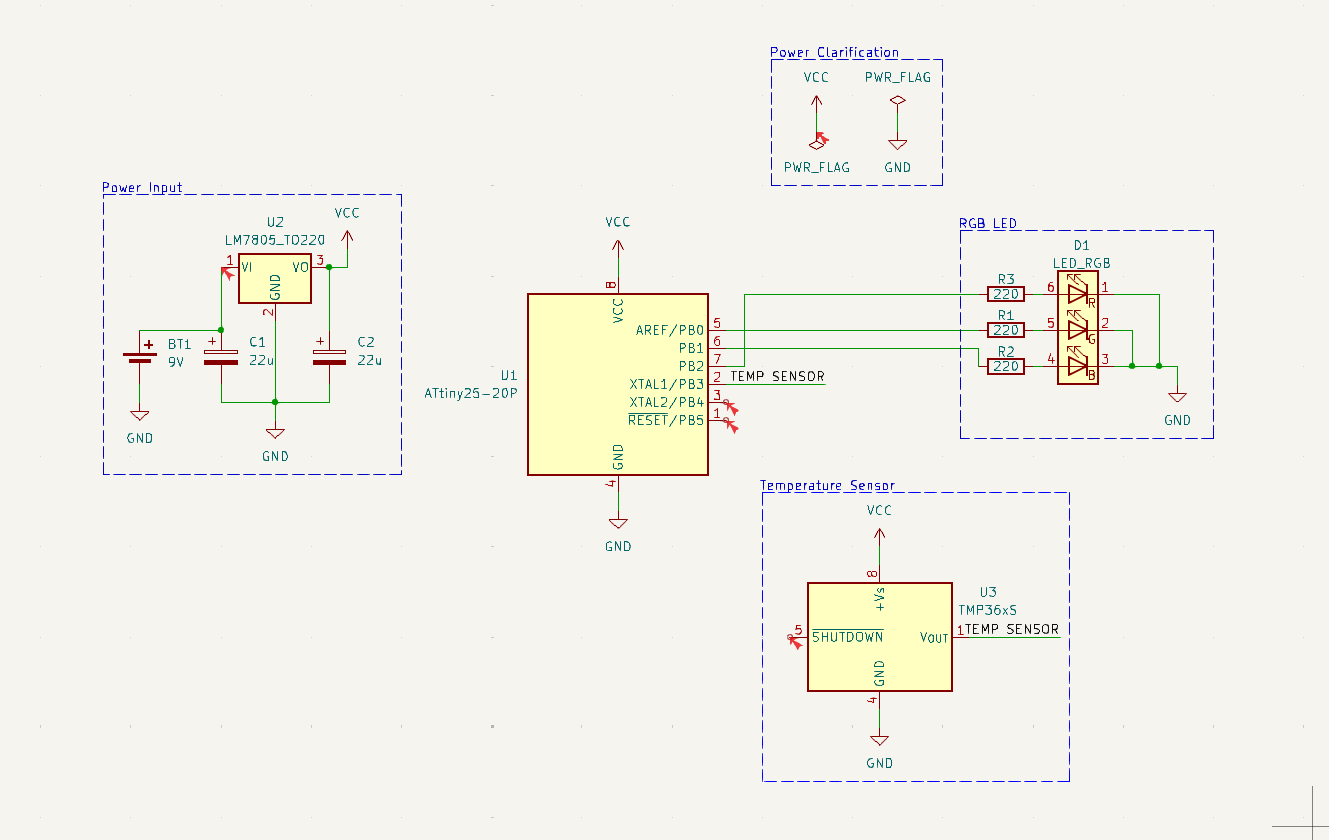 Power Clarification
VCC
PWR_FLAG
PWR_FLAG
GND
Power Input
U2
LM7805_TO220
VCC
1
VI
VO
3
GND
2
BT1
9V
C1
22u
C2
22u
GND
GND
VCC
8
VCC
U1
ATtiny25-20P
AREF/PB0
5
PB1
6
PB2
7
XTAL1/PB3
2
TEMP SENSOR
XTAL2/PB4
3
RESET/PB5
1
GND
4
GND
RGB LED
D1
LED_RGB
R3
220
6
R
1
R1
220
5
G
2
R2
220
4
B
3
GND
Temperature Sensor
VCC
8
+Vs
U3
TMP36xS
5
SHUTDOWN
VOUT
1
TEMP SENSOR
GND
4
GND